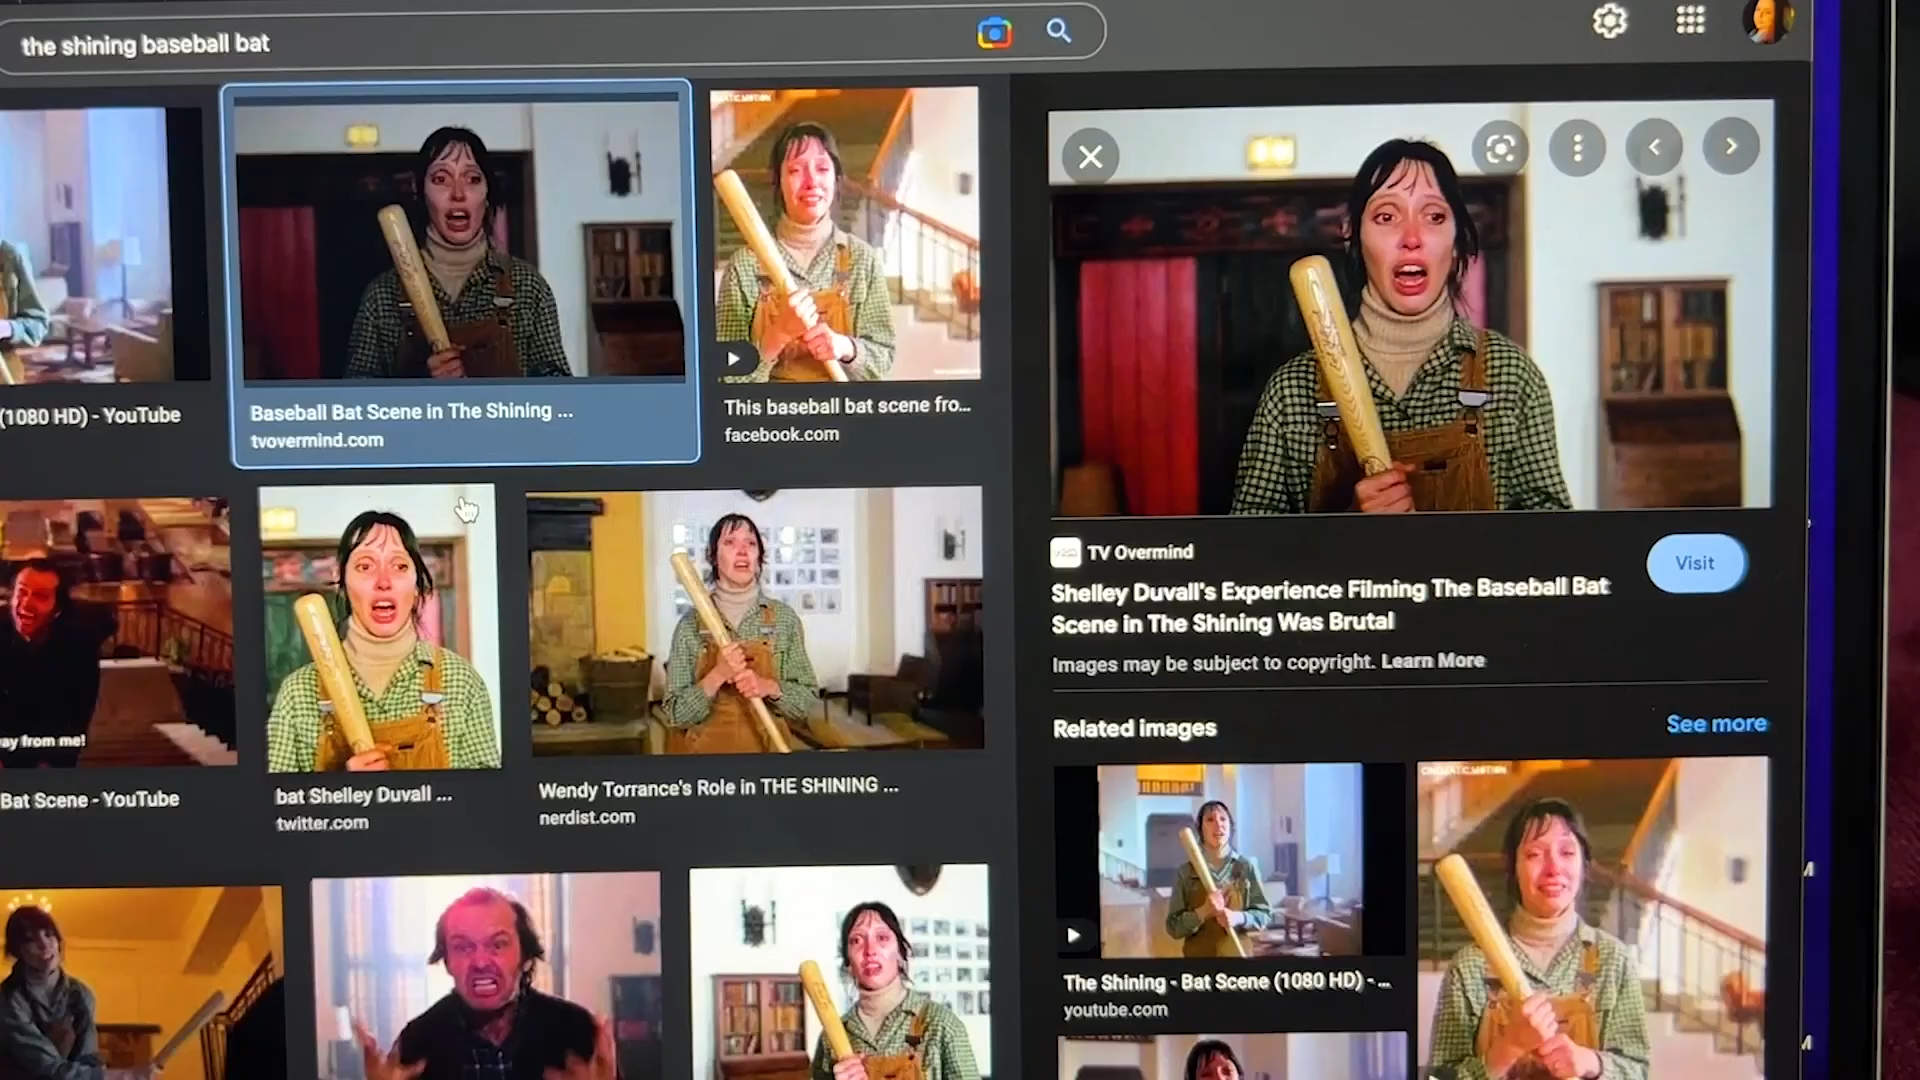 the shining baseball bat
(1080 HD) - YouTube
Baseball Bat Scene in The Shining ...
tvovermind.com
This baseball bat scene fro...
facebook.com
ay from me!
Bat Scene - YouTube
bat Shelley Duvall ...
twitter.com
Wendy Torrance's Role in THE SHINING ...
nerdist.com
TV Overmind
Visit
Shelley Duvall's Experience Filming The Baseball Bat
Scene in The Shining Was Brutal
Images may be subject to copyright. Learn More
Related images
See more
CINEMATIC.MOTION
The Shining - Bat Scene (1080 HD) - ...
youtube.com